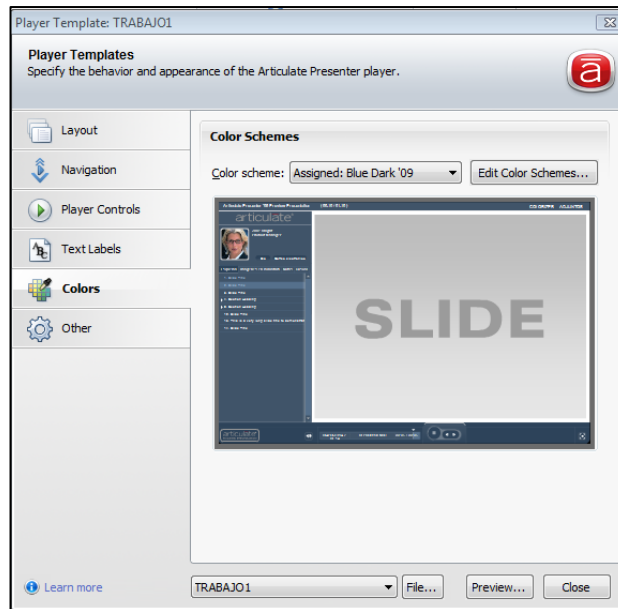 Player Template: TRABAJO1
Player Templates
Specify the behavior and appearance of the Articulate Presenter player.
Layout
Navigation
Player Controls
Text Labels
Colors
Other
Color Schemes
Color scheme: Assigned: Blue Dark '09
Edit Color Schemes...
articulate
SLIDE
articulate
Learn more
TRABAJO1
File...
Preview...
Close